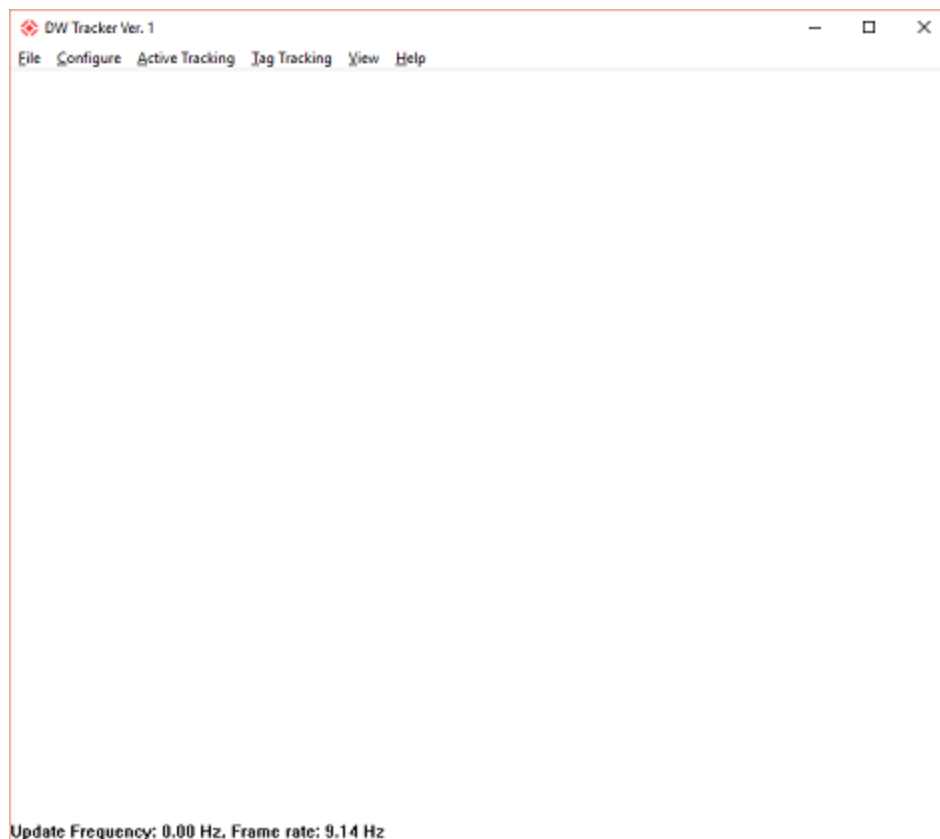 DW Tracker Ver. 1
File Configure Active Tracking Tag Tracking View Help
Update Frequency: 0.00 Hz, Frame rate: 9.14 Hz